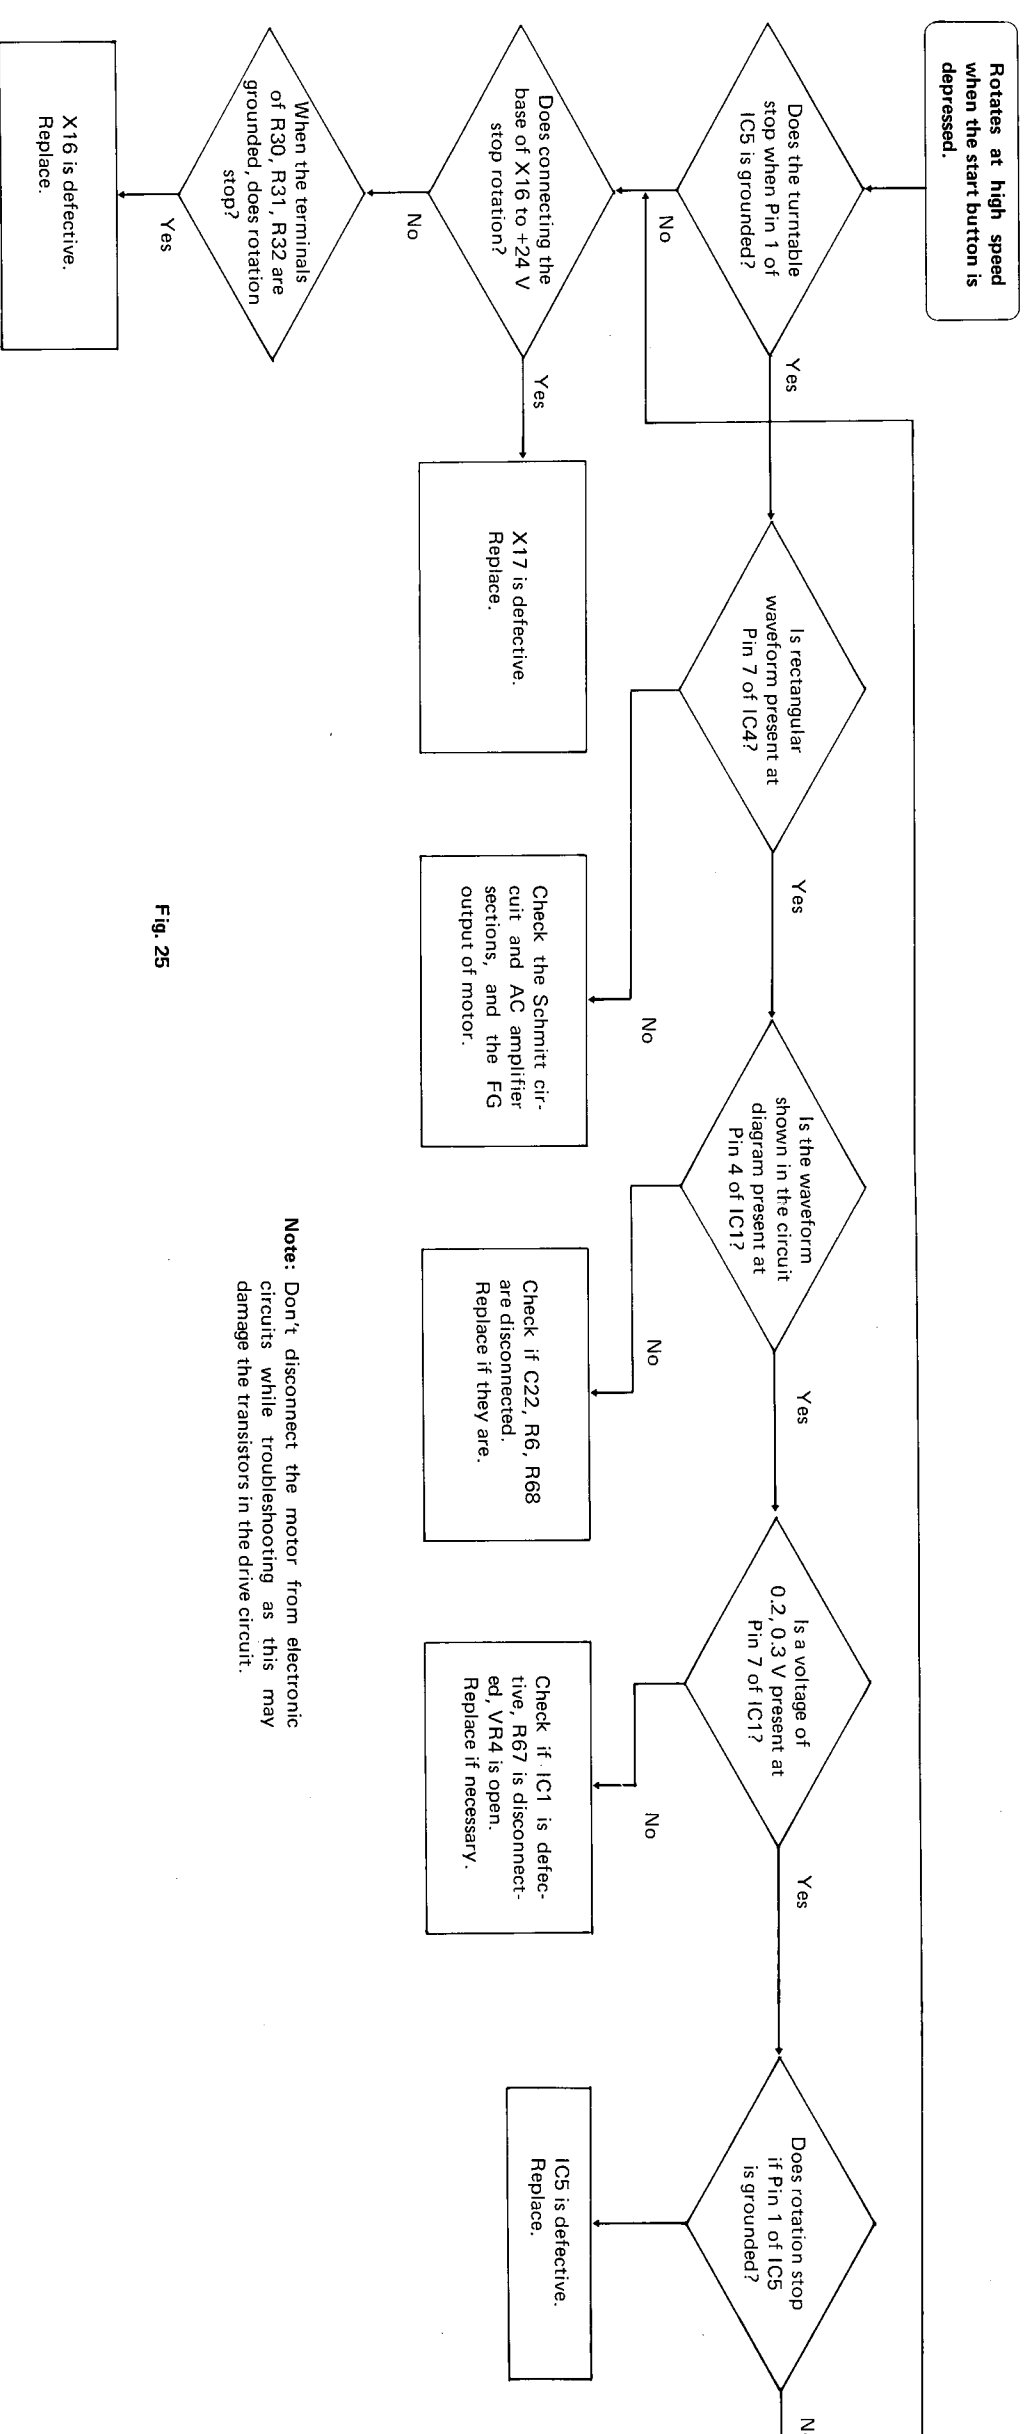 Rotates at high speed
when the start button is
depressed.
Does the turntable
stop when Pin 1 of
IC5 is grounded?
Yes
No
Is rectangular
waveform present at
Pin 7 of IC4?
Yes
No
Is the waveform
shown in the circuit
diagram present at
Pin 4 of IC1?
Yes
No
Is a voltage of
0.2, 0.3 V present at
Pin 7 of IC1?
Yes
No
Does rotation stop
if Pin 1 of IC5
is grounded?
Does connecting the
base of X16 to +24 V
stop rotation?
Yes
No
X17 is defective.
Replace.
Check the Schmitt cir-
cuit and AC amplifier
sections, and the FG
output of motor.
Check if C22, R6, R68
are disconnected.
Replace if they are.
Check if IC1 is defec-
tive, R67 is disconnect-
ed, VR4 is open.
Replace if necessary.
IC5 is defective.
Replace.
When the terminals
of R30, R31, R32 are
grounded, does rotation
stop?
Yes
X16 is defective.
Replace.
Note: Don't disconnect the motor from electronic
circuits while troubleshooting as this may
damage the transistors in the drive circuit.
Fig. 25